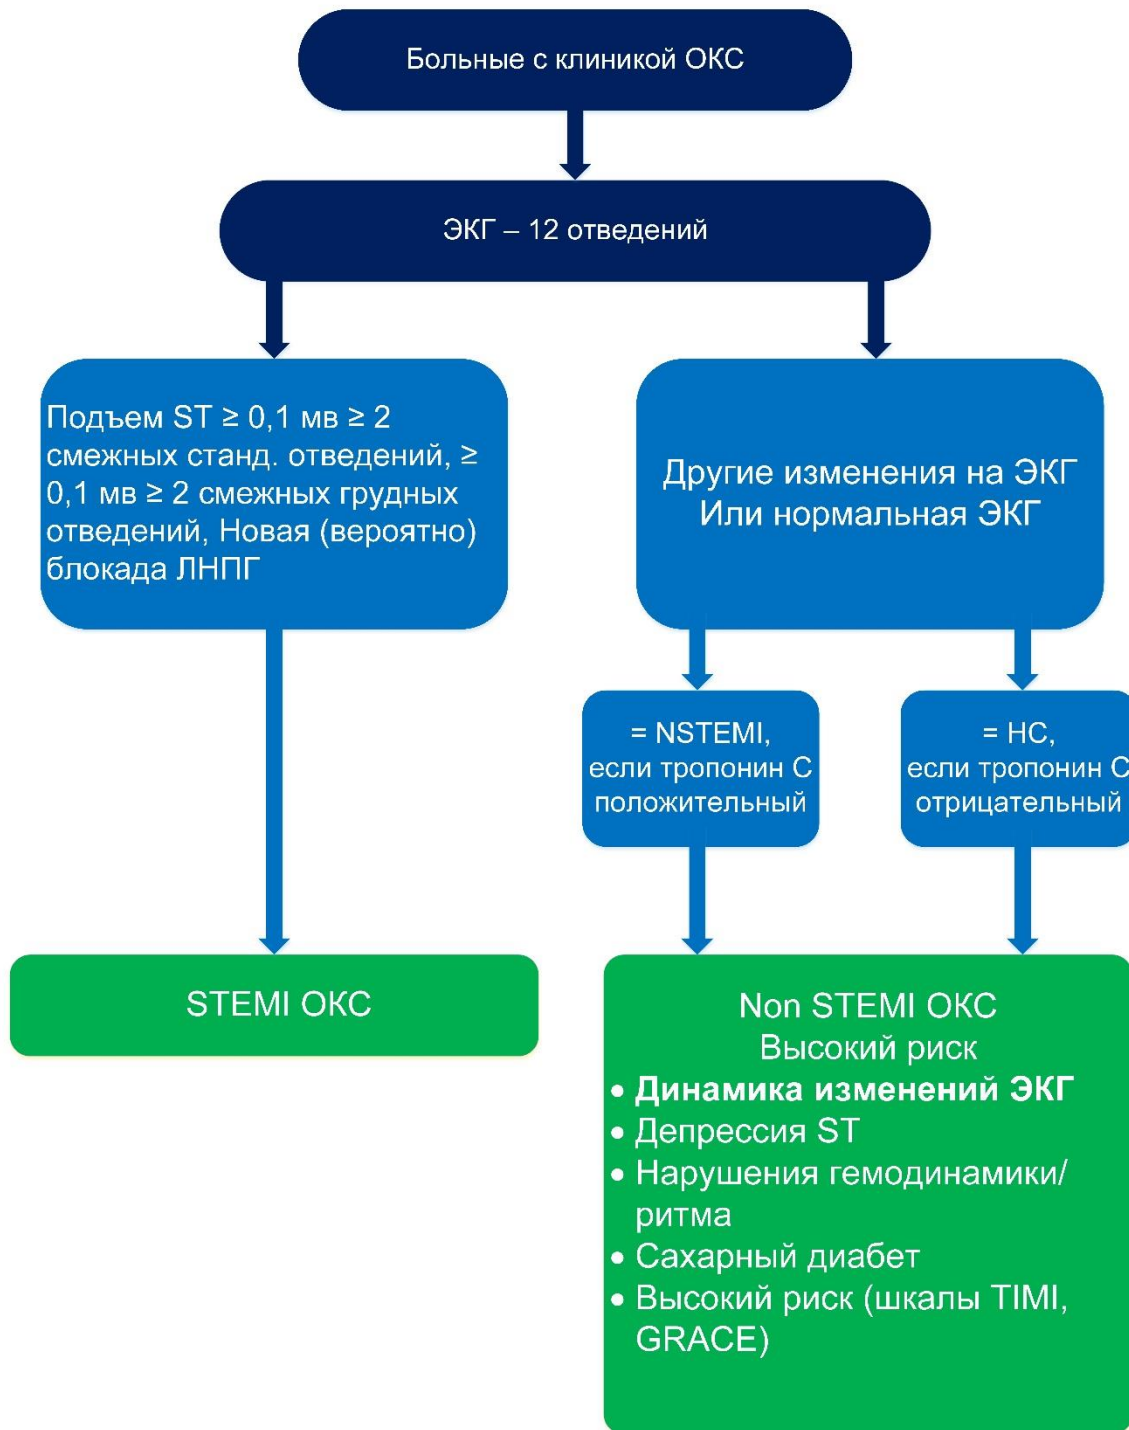 Больные с клиникой ОКС
ЭКГ – 12 отведений
Подъем ST ≥ 0,1 мв ≥ 2
смежных станд. отведений, ≥
0,1 мв ≥ 2 смежных грудных
отведений, Новая (вероятно)
блокада ЛНПГ
Другие изменения на ЭКГ
Или нормальная ЭКГ
= NSTEMI,
если тропонин С
положительный
= НС,
если тропонин С
отрицательный
STEMI ОКС
Non STEMI ОКС
Высокий риск
• Динамика изменений ЭКГ
• Депрессия ST
• Нарушения гемодинамики/
ритма
• Сахарный диабет
• Высокий риск (шкалы TIMI,
GRACE)